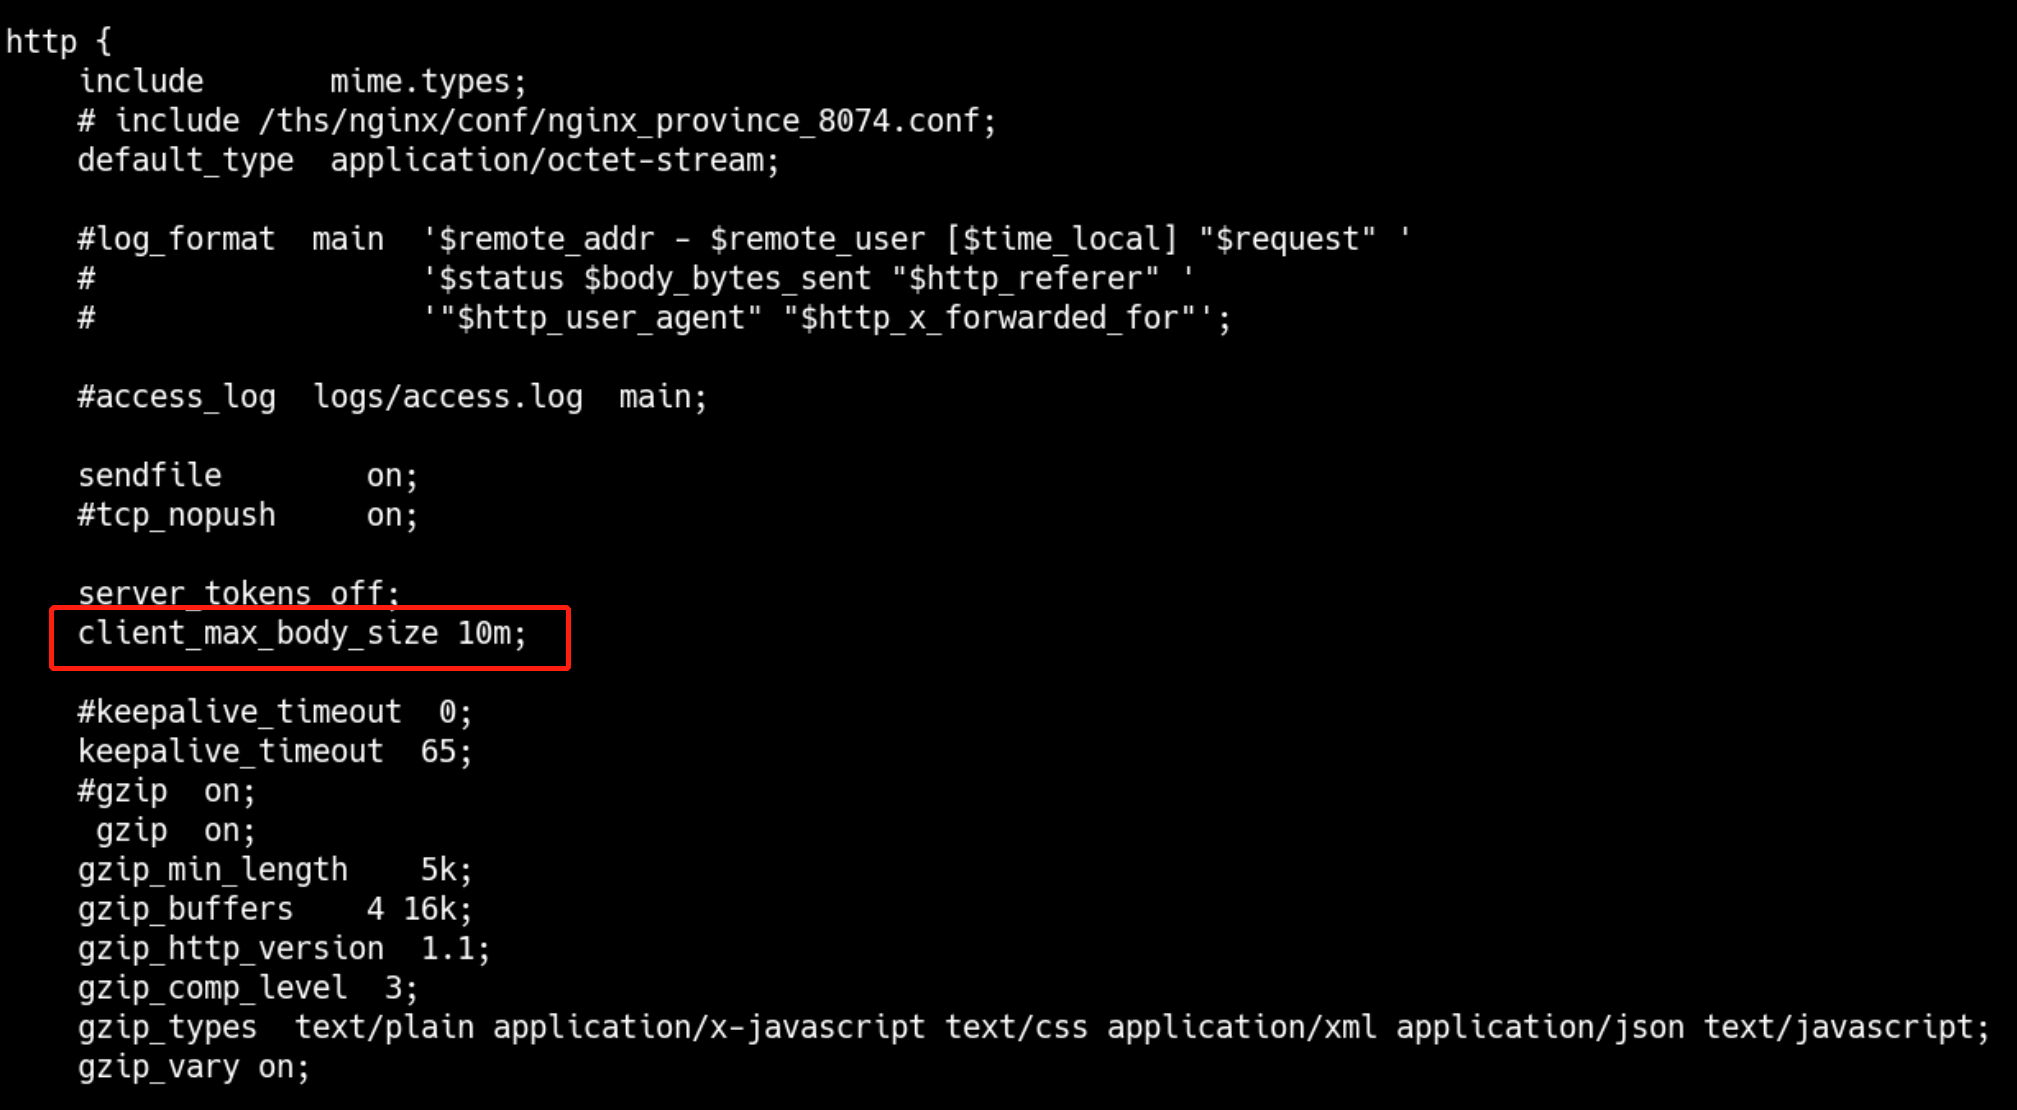 http {
    include       mime.types;
    # include /ths/nginx/conf/nginx_province_8074.conf;
    default_type  application/octet-stream;

    #log_format  main  '$remote_addr - $remote_user [$time_local] "$request" '
    #                  '$status $body_bytes_sent "$http_referer" '
    #                  '"$http_user_agent" "$http_x_forwarded_for"';

    #access_log  logs/access.log  main;

    sendfile        on;
    #tcp_nopush     on;

    server_tokens off;
    client_max_body_size 10m;

    #keepalive_timeout  0;
    keepalive_timeout  65;
    #gzip  on;
     gzip  on;
    gzip_min_length    5k;
    gzip_buffers    4 16k;
    gzip_http_version  1.1;
    gzip_comp_level  3;
    gzip_types  text/plain application/x-javascript text/css application/xml application/json text/javascript;
    gzip_vary on;